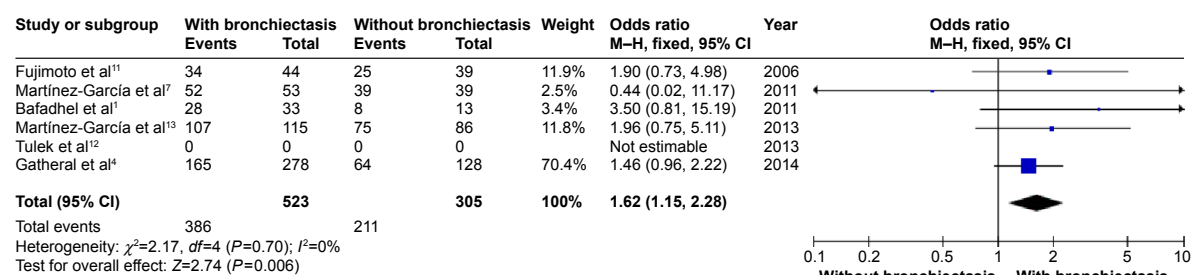 Study or subgroup With bronchiectasis Without bronchiectasis Weight Odds ratio Year Odds ratio
Events Total Events Total M–H, fixed, 95% CI M–H, fixed, 95% CI
Fujimoto et al¹¹ 34 44 25 39 11.9% 1.90 (0.73, 4.98) 2006
Martínez-García et al⁷ 52 53 39 39 2.5% 0.44 (0.02, 11.17) 2011
Bafadhel et al¹ 28 33 8 13 3.4% 3.50 (0.81, 15.19) 2011
Martínez-García et al¹³ 107 115 75 86 11.8% 1.96 (0.75, 5.11) 2013
Tulek et al¹² 0 0 0 0 Not estimable 2013
Gatheral et al⁴ 165 278 64 128 70.4% 1.46 (0.96, 2.22) 2014
Total (95% CI) 523 305 100% 1.62 (1.15, 2.28)
Total events 386 211
Heterogeneity: χ²=2.17, df=4 (P=0.70); I²=0%
Test for overall effect: Z=2.74 (P=0.006)
0.1 0.2 0.5 1 2 5 10
Without bronchiectasis With bronchiectasis